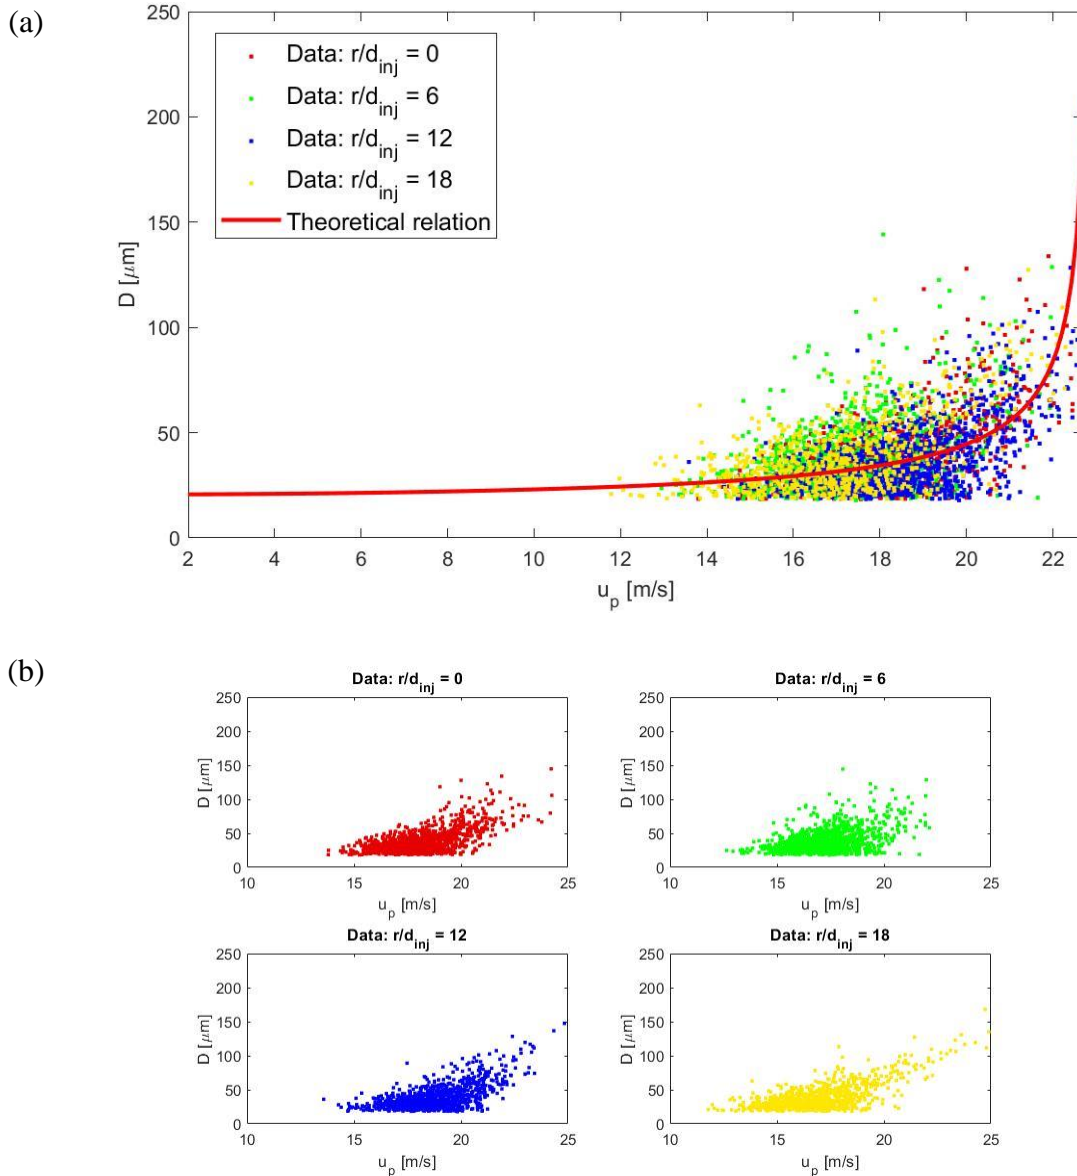 (a)
250
200
150
100
50
0
D [μm]
Data: r/d_inj = 0
Data: r/d_inj = 6
Data: r/d_inj = 12
Data: r/d_inj = 18
Theoretical relation
2 4 6 8 10 12 14 16 18 20 22
u_p [m/s]
(b)
Data: r/d_inj = 0
250
200
150
100
50
0
D [μm]
10 15 20 25
u_p [m/s]
Data: r/d_inj = 6
250
200
150
100
50
0
D [μm]
10 15 20 25
u_p [m/s]
Data: r/d_inj = 12
250
200
150
100
50
0
D [μm]
10 15 20 25
u_p [m/s]
Data: r/d_inj = 18
250
200
150
100
50
0
D [μm]
10 15 20 25
u_p [m/s]